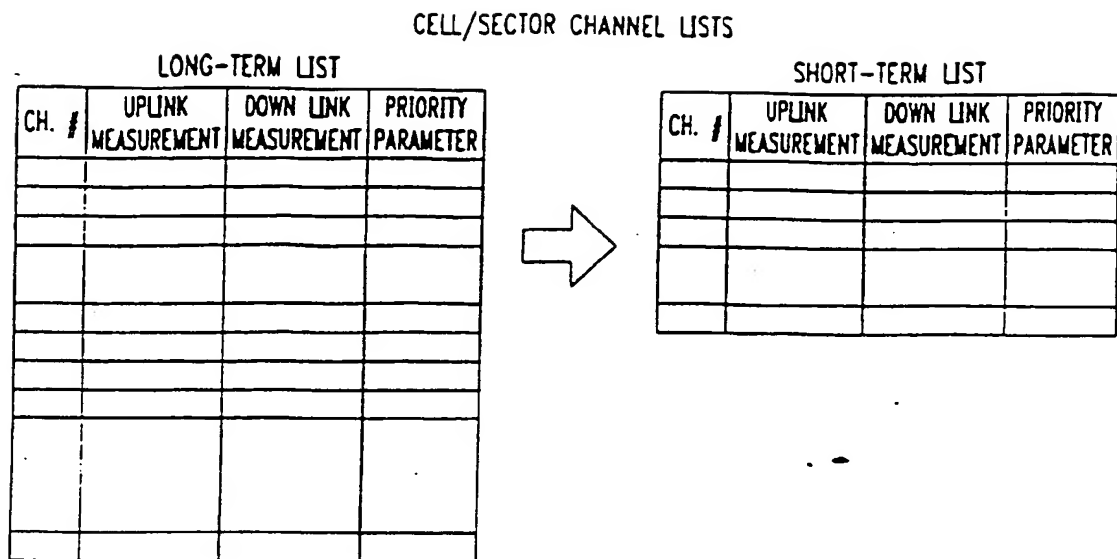 CELL/SECTOR CHANNEL LISTS
LONG-TERM LIST
CH. # UPLINK MEASUREMENT DOWN LINK MEASUREMENT PRIORITY PARAMETER
SHORT-TERM LIST
CH. # UPLINK MEASUREMENT DOWN LINK MEASUREMENT PRIORITY PARAMETER